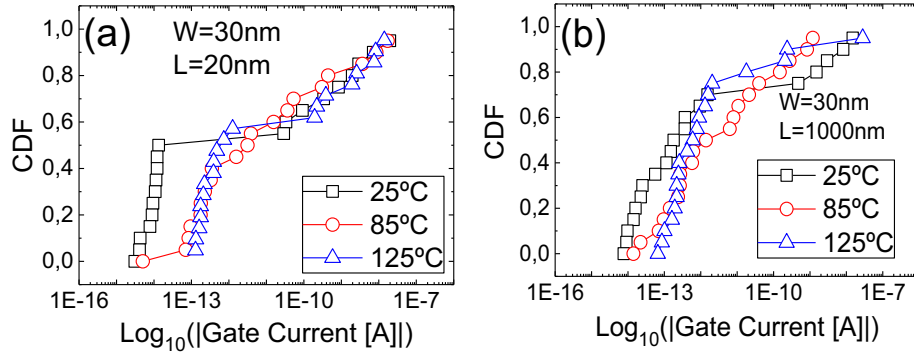 (a)
W=30nm
L=20nm
CDF
1,0
0,8
0,6
0,4
0,2
0,0
25ºC
85ºC
125ºC
1E-16
1E-13
1E-10
1E-7
Log10(|Gate Current [A]|)
(b)
W=30nm
L=1000nm
CDF
1,0
0,8
0,6
0,4
0,2
0,0
25ºC
85ºC
125ºC
1E-16
1E-13
1E-10
1E-7
Log10(|Gate Current [A]|)